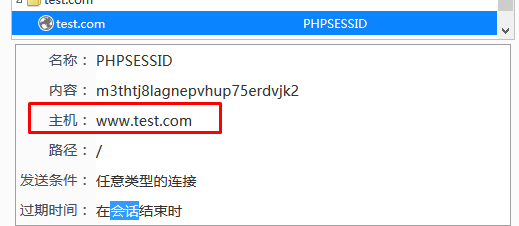 test.com
test.com PHPSESSID
名称： PHPSESSID
内容： m3thtj8lagnepvhup75erdvjk2
主机： www.test.com
路径： /
发送条件： 任意类型的连接
过期时间： 在会话结束时